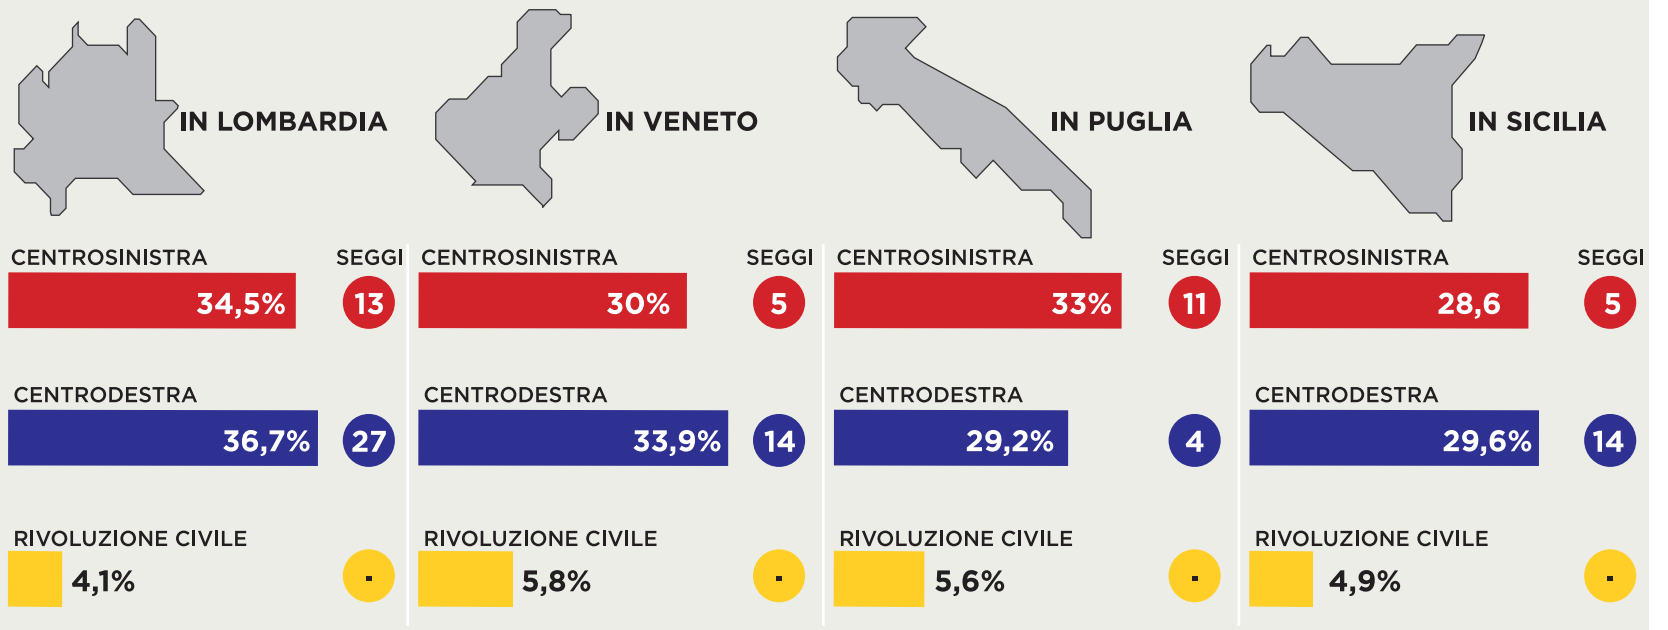 IN LOMBARDIA
CENTROSINISTRA SEGGI
34,5% 13
CENTRODESTRA
36,7% 27
RIVOLUZIONE CIVILE
4,1% -
IN VENETO
CENTROSINISTRA SEGGI
30% 5
CENTRODESTRA
33,9% 14
RIVOLUZIONE CIVILE
5,8% -
IN PUGLIA
CENTROSINISTRA SEGGI
33% 11
CENTRODESTRA
29,2% 4
RIVOLUZIONE CIVILE
5,6% -
IN SICILIA
CENTROSINISTRA SEGGI
28,6 5
CENTRODESTRA
29,6% 14
RIVOLUZIONE CIVILE
4,9% -